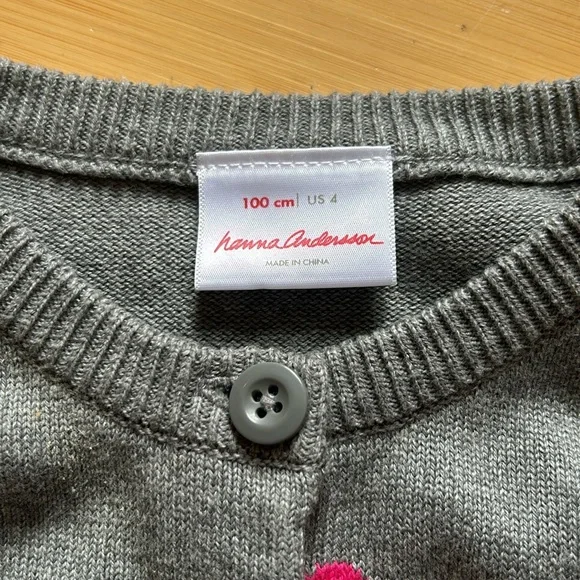 100 cm| US 4
hanna Andersson
MADE IN CHINA